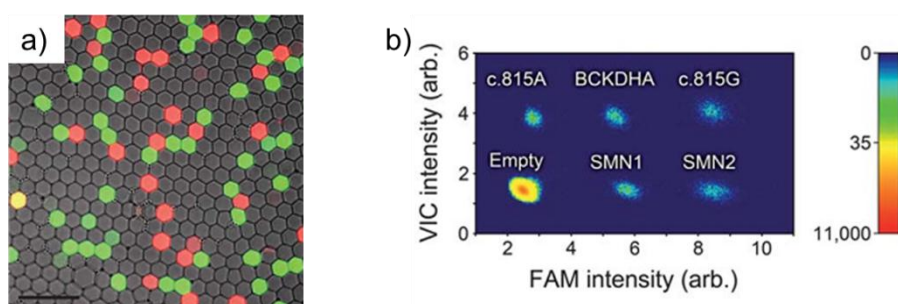 a)
b)
6
4
2
0
VIC intensity (arb.)
c.815A BCKDHA c.815G
Empty SMN1 SMN2
2 4 6 8 10
FAM intensity (arb.)
0
35
11,000